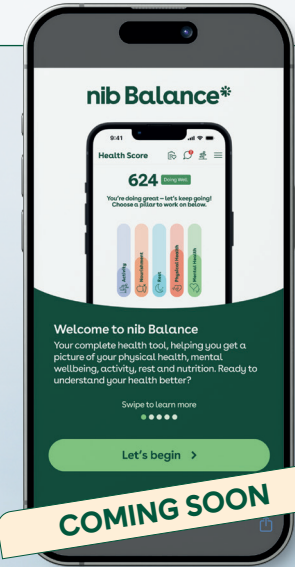 nib Balance*
9:41
Health Score
624 Doing Well
You're doing great – let's keep going!
Choose a pillar to work on below.
Activity
Nourishment
Rest
Physical Health
Mental Health
Welcome to nib Balance
Your complete health tool, helping you get a
picture of your physical health, mental
wellbeing, activity, rest and nutrition. Ready to
understand your health better?
Swipe to learn more
Let's begin >
COMING SOON